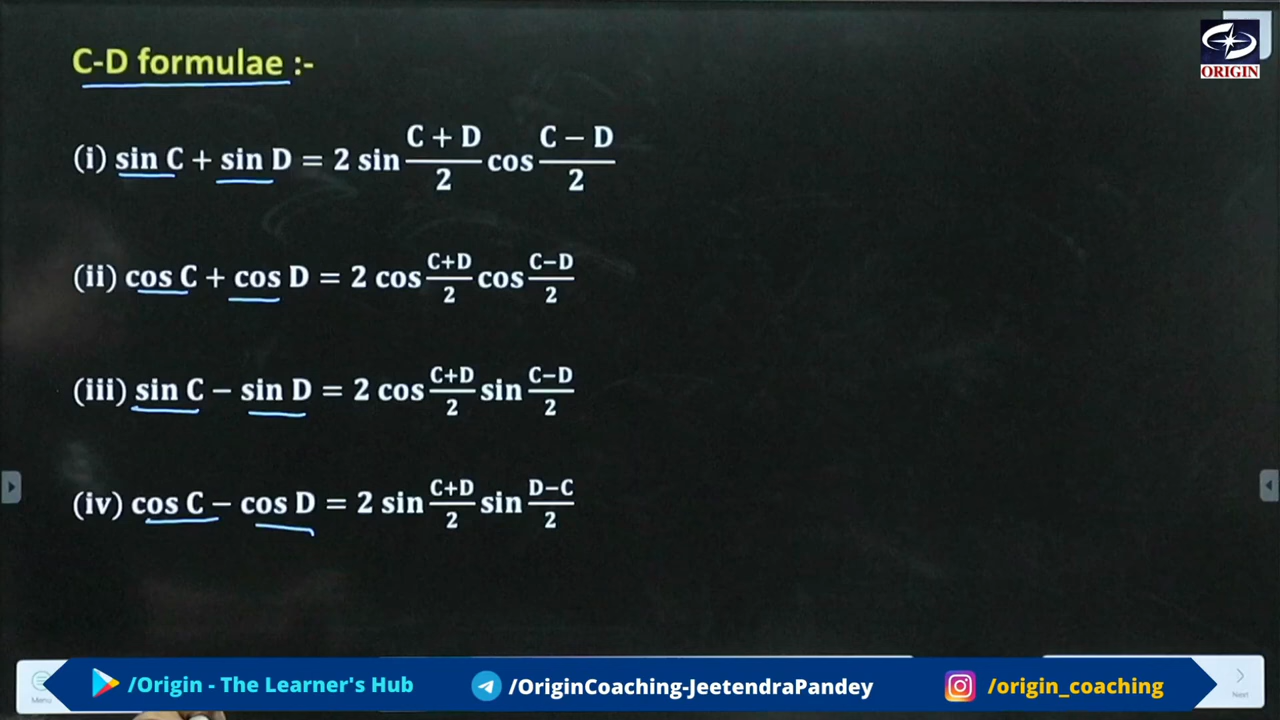 C-D formulae :-
ORIGIN
(i) sin C + sin D = 2 sin C + D/2 cos C − D/2
(ii) cos C + cos D = 2 cos C+D/2 cos C−D/2
(iii) sin C − sin D = 2 cos C+D/2 sin C−D/2
(iv) cos C − cos D = 2 sin C+D/2 sin D−C/2
Menu
/Origin - The Learner's Hub
/OriginCoaching-JeetendraPandey
/origin_coaching
Next